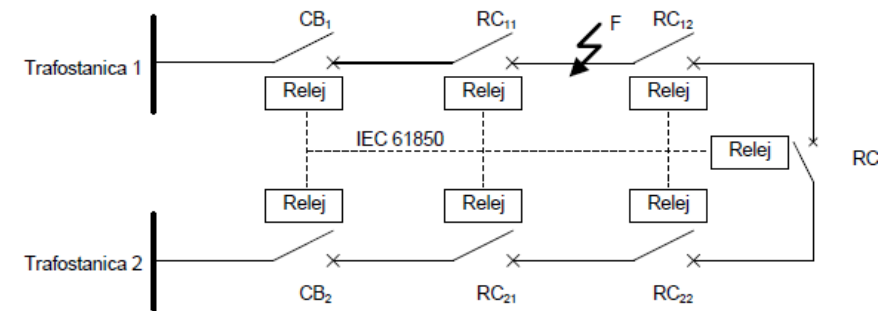 CB₁ RC₁₁ F RC₁₂
Trafostanica 1
Relej Relej Relej
IEC 61850
Relej RC
Relej Relej Relej
Trafostanica 2
CB₂ RC₂₁ RC₂₂